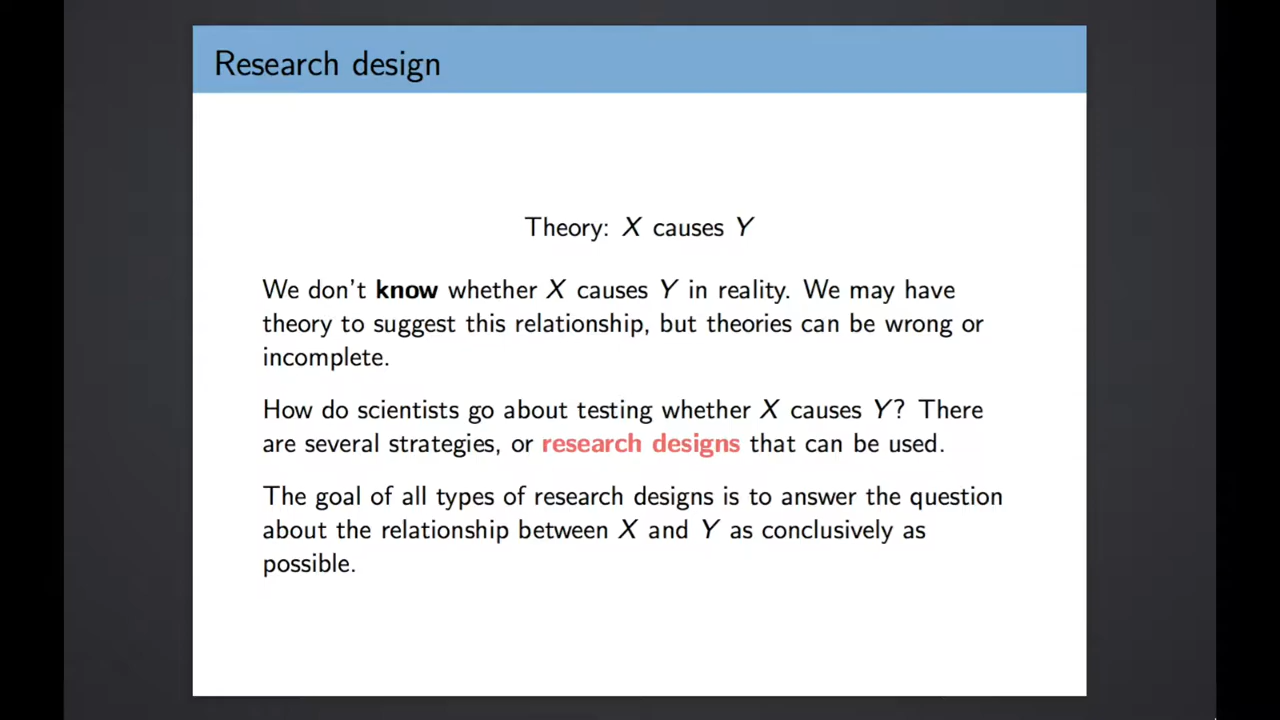 Research design
Theory: X causes Y
We don't know whether X causes Y in reality. We may have
theory to suggest this relationship, but theories can be wrong or
incomplete.
How do scientists go about testing whether X causes Y? There
are several strategies, or research designs that can be used.
The goal of all types of research designs is to answer the question
about the relationship between X and Y as conclusively as
possible.